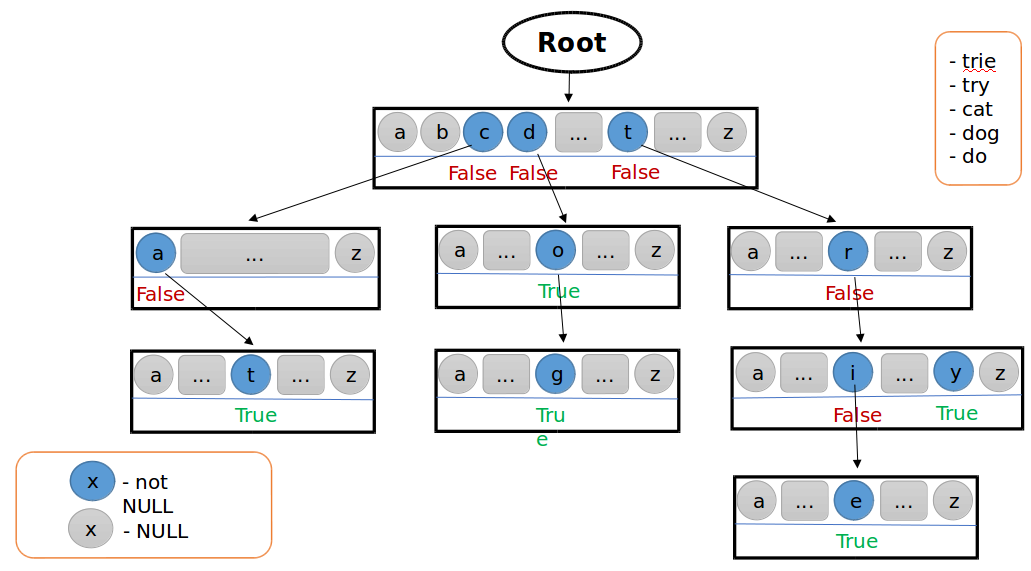 Root
- trie
- try
- cat
- dog
- do
a b c d ... t ... z
False False False
a ... z
False
a ... o ... z
True
a ... r ... z
False
a ... t ... z
True
a ... g ... z
Tru
e
a ... i ... y z
False True
x - not
NULL
x - NULL
a ... e ... z
True